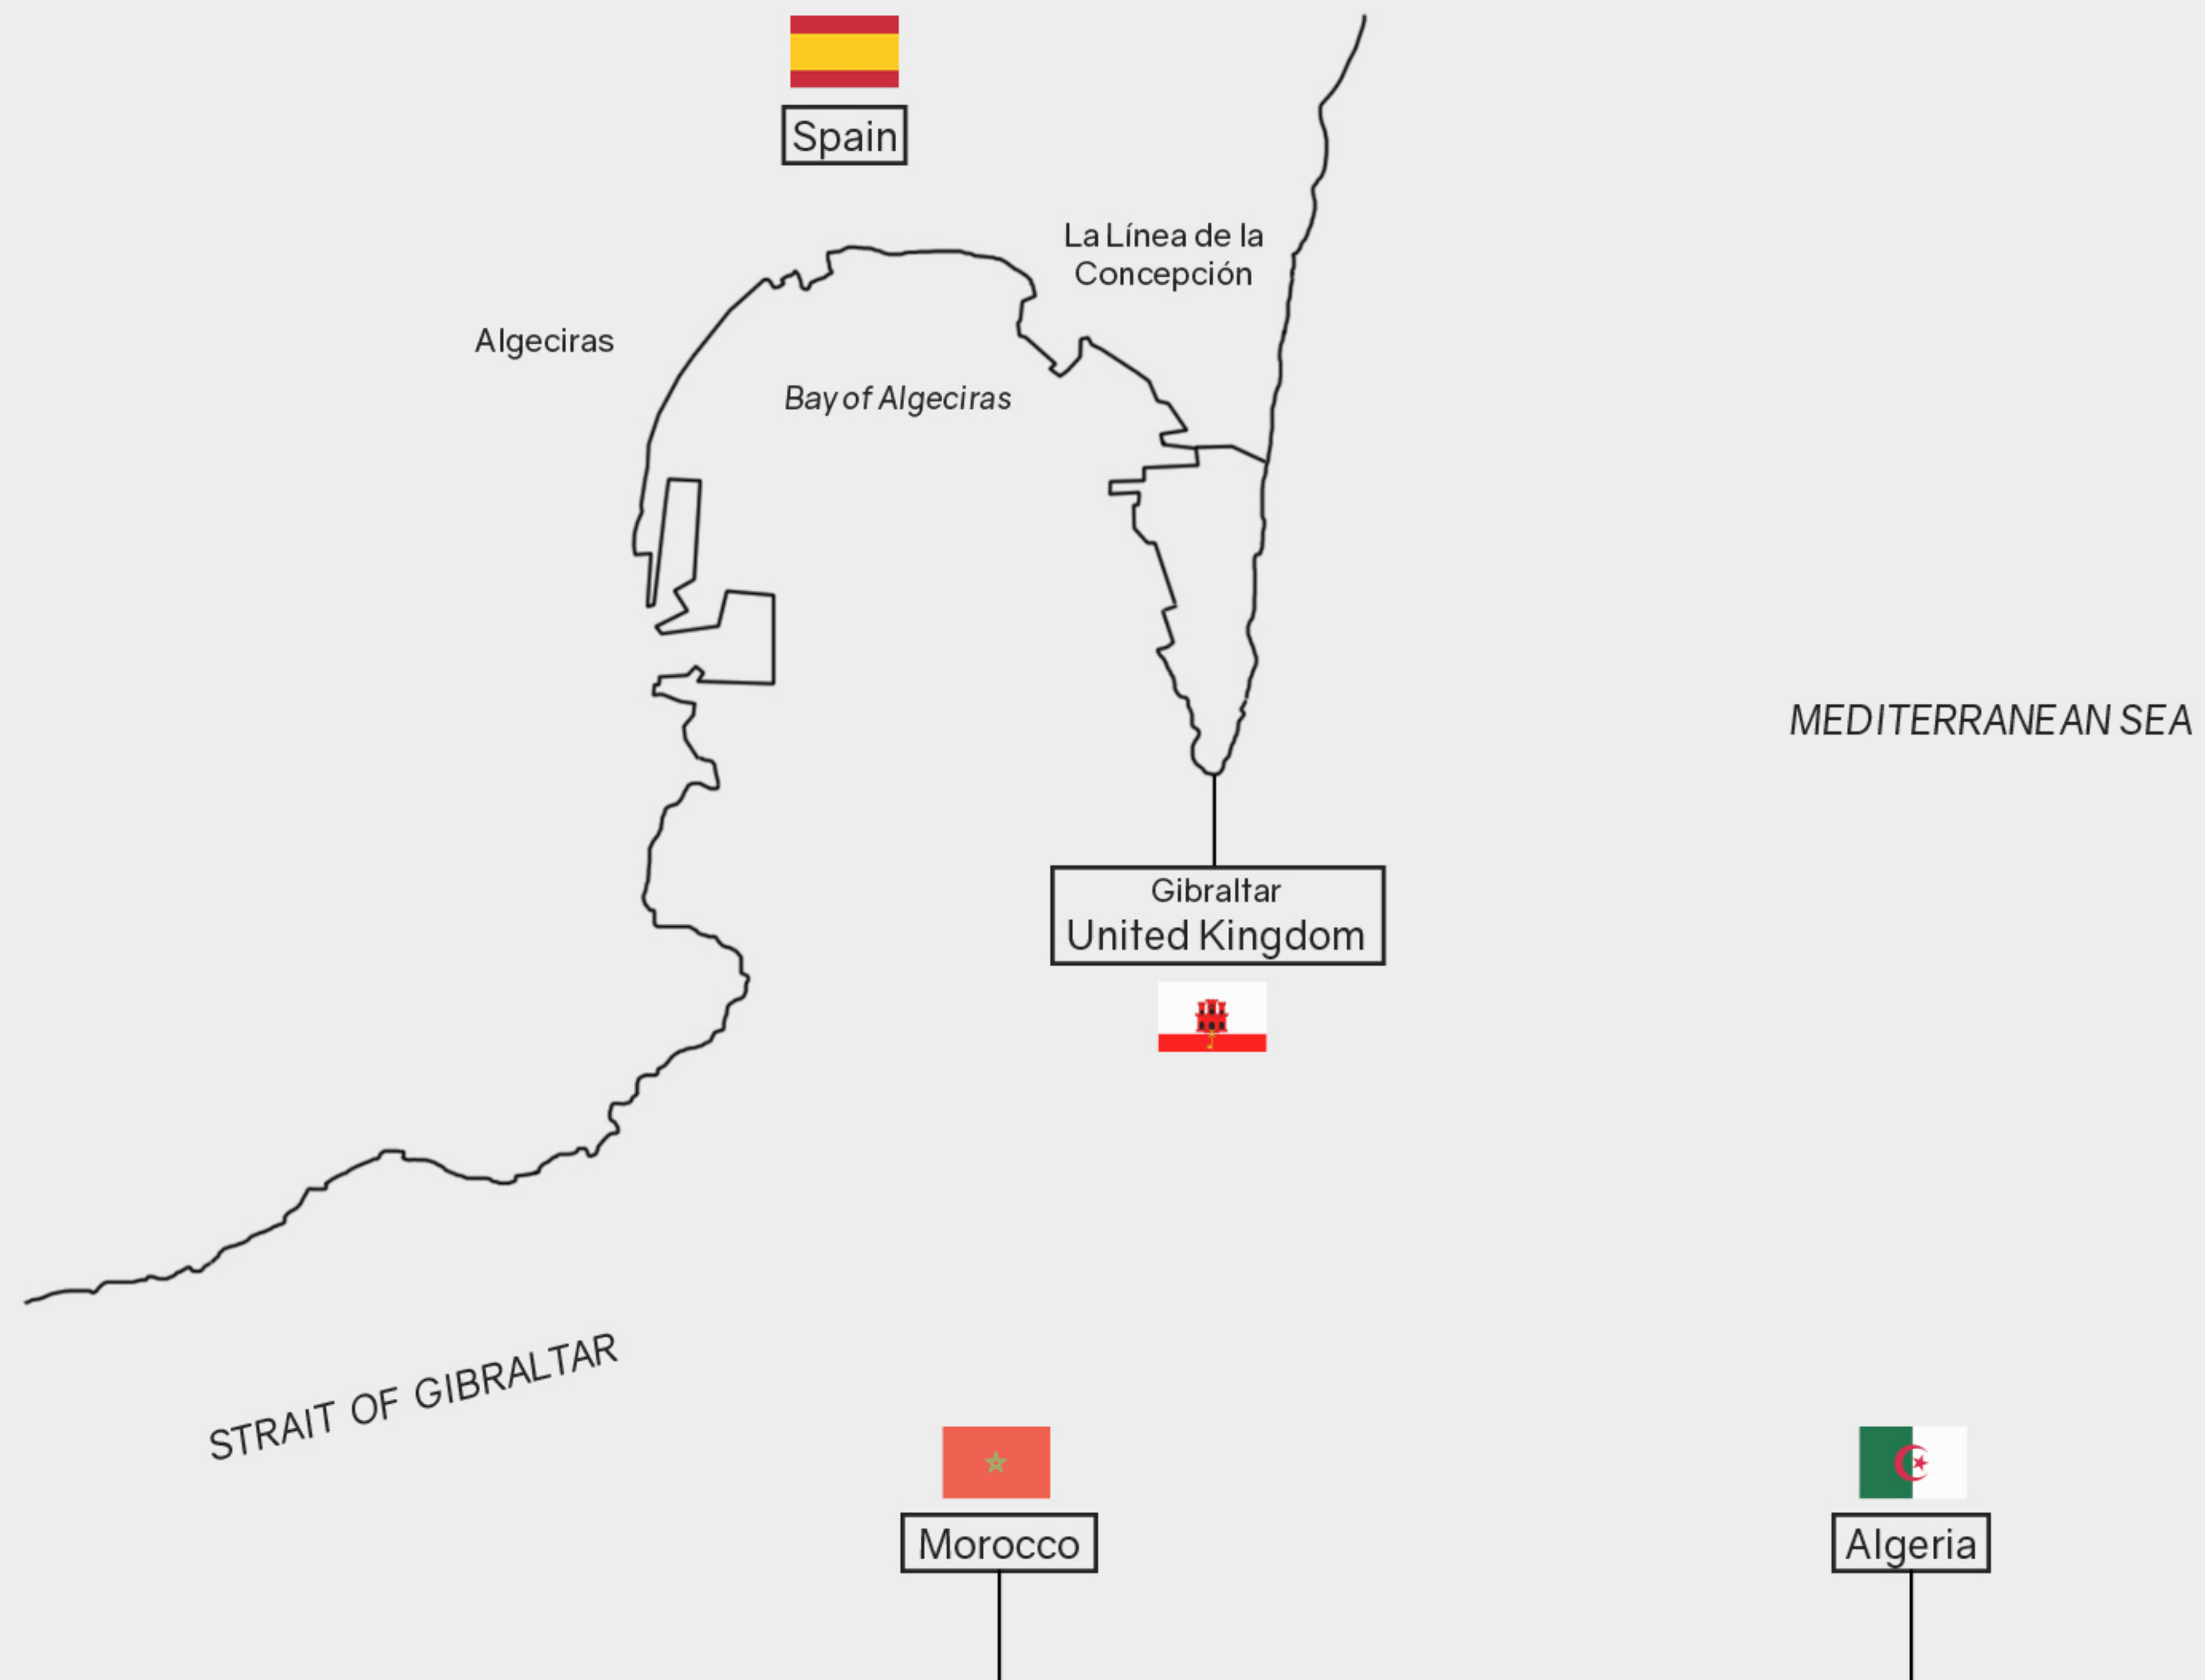 Spain
La Línea de la
Concepción
Algeciras
Bay of Algeciras
MEDITERRANEAN SEA
Gibraltar
United Kingdom
STRAIT OF GIBRALTAR
Morocco
Algeria